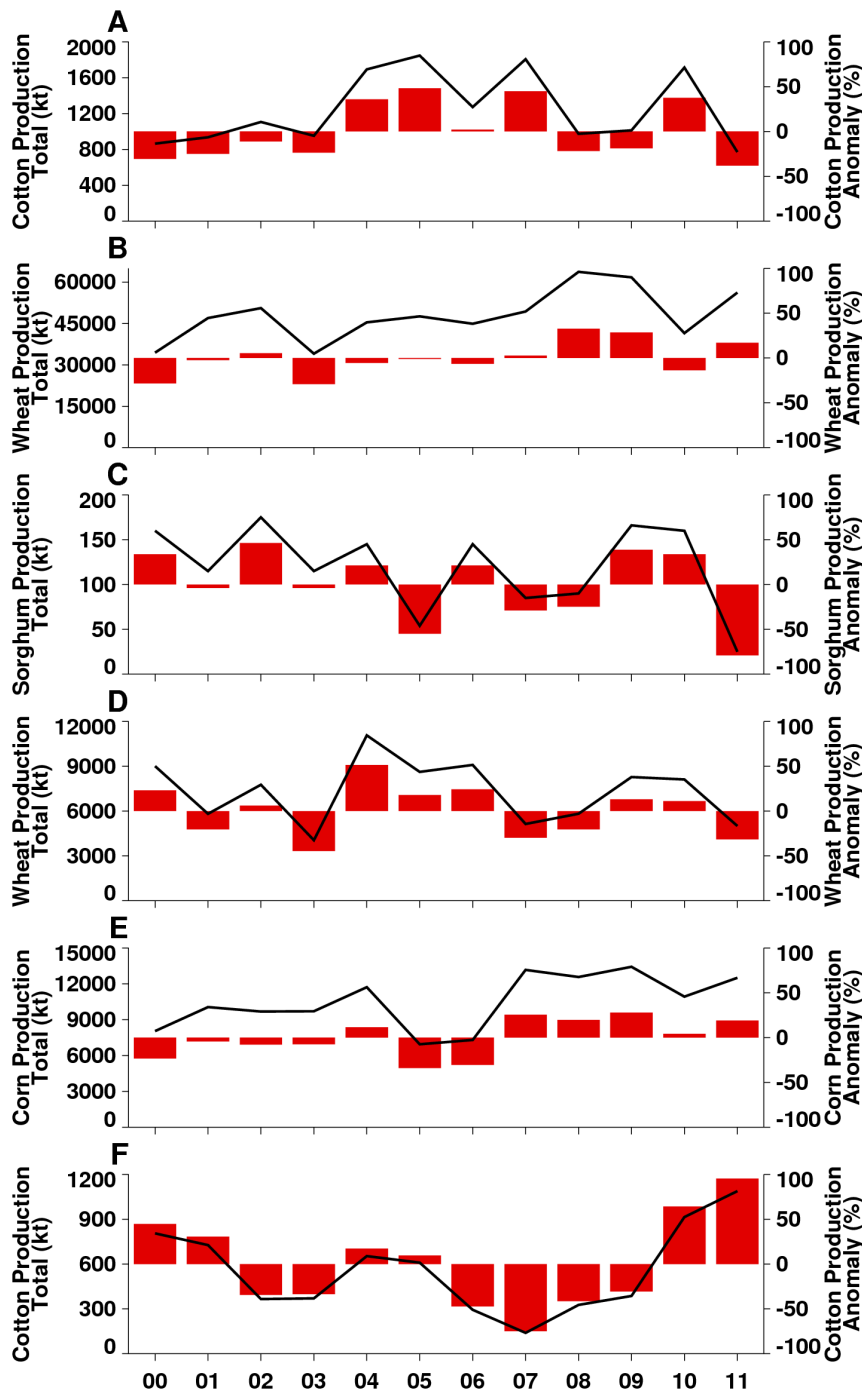 A
Cotton Production
Total (kt)
2000
1600
1200
800
400
0
100
50
0
-50
-100
Cotton Production
Anomaly (%)
B
Wheat Production
Total (kt)
60000
45000
30000
15000
0
100
50
0
-50
-100
Wheat Production
Anomaly (%)
C
Sorghum Production
Total (kt)
200
150
100
50
0
100
50
0
-50
-100
Sorghum Production
Anomaly (%)
D
Wheat Production
Total (kt)
12000
9000
6000
3000
0
100
50
0
-50
-100
Wheat Production
Anomaly (%)
E
Corn Production
Total (kt)
15000
12000
9000
6000
3000
0
100
50
0
-50
-100
Corn Production
Anomaly (%)
F
Cotton Production
Total (kt)
1200
900
600
300
0
100
50
0
-50
-100
Cotton Production
Anomaly (%)
00 01 02 03 04 05 06 07 08 09 10 11